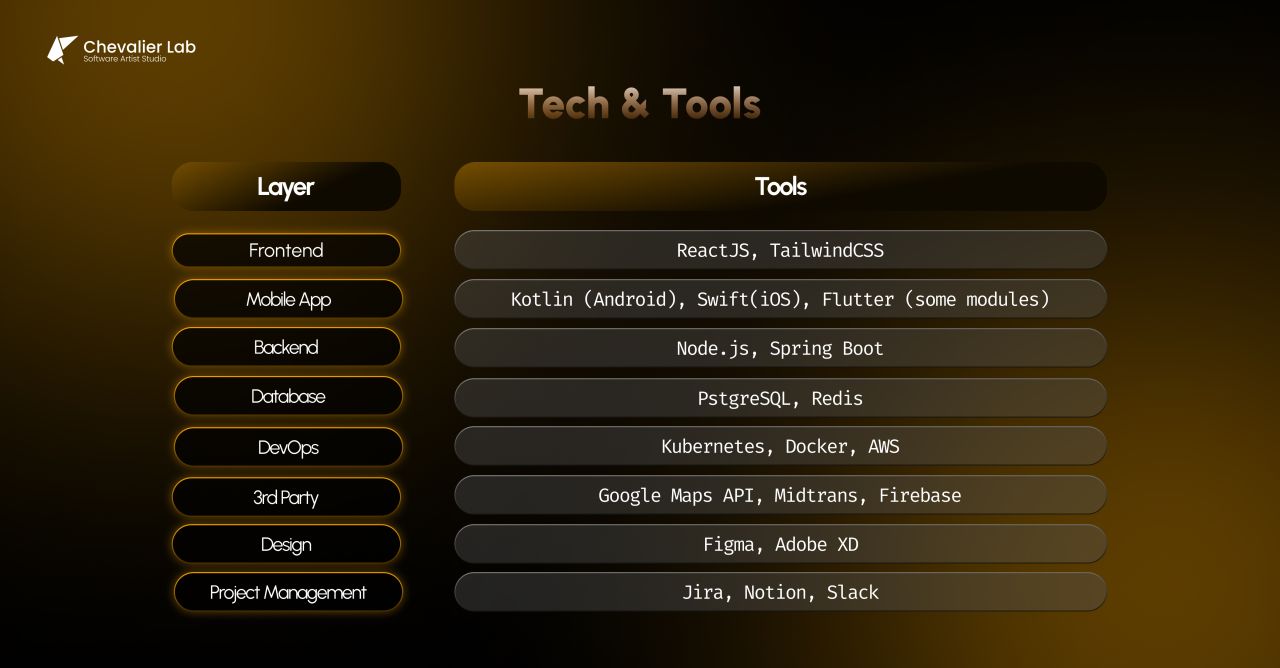 Chevalier Lab
Software Artist Studio
Tech & Tools
Layer Tools
Frontend ReactJS, TailwindCSS
Mobile App Kotlin (Android), Swift(iOS), Flutter (some modules)
Backend Node.js, Spring Boot
Database PstgreSQL, Redis
DevOps Kubernetes, Docker, AWS
3rd Party Google Maps API, Midtrans, Firebase
Design Figma, Adobe XD
Project Management Jira, Notion, Slack